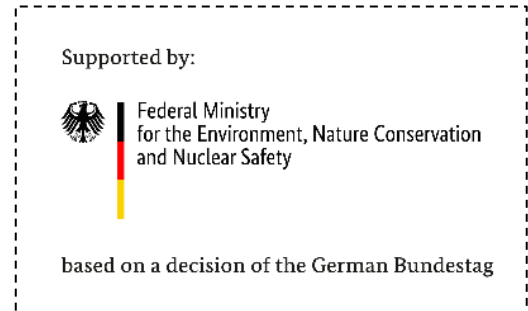 Supported by:
Federal Ministry
for the Environment, Nature Conservation
and Nuclear Safety
based on a decision of the German Bundestag